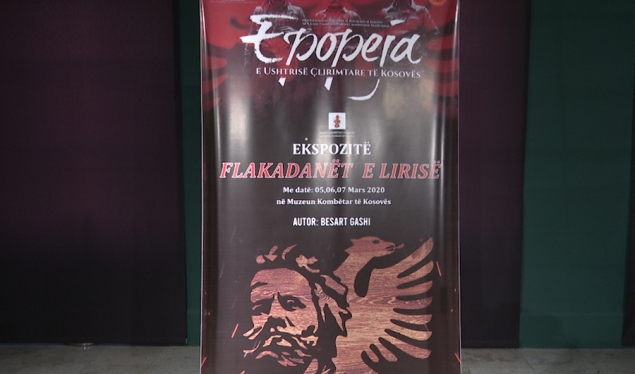 Epopeja
E USHTRISË ÇLIRIMTARE TË KOSOVËS
EKSPOZITË
FLAKADANËT E LIRISË
Me datë: 05,06,07 Mars 2020
në Muzeun Kombëtar të Kosovës
AUTOR: BESART GASHI